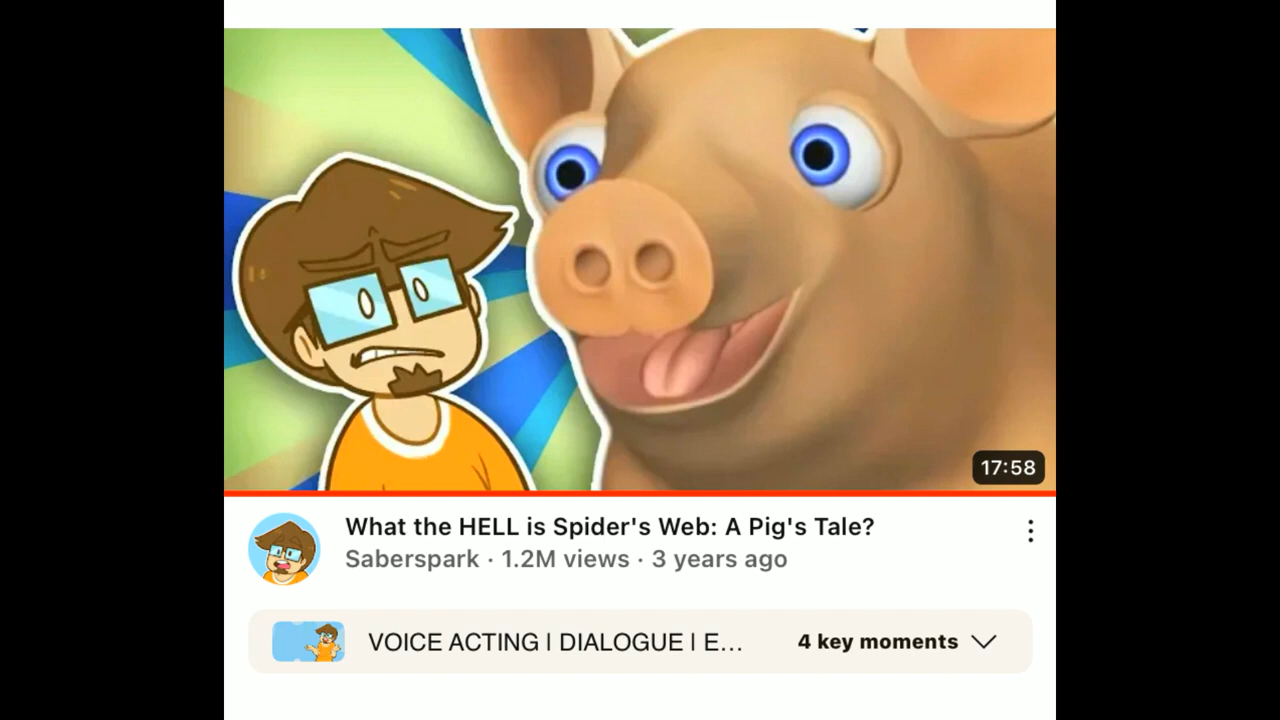 17:58
What the HELL is Spider's Web: A Pig's Tale?
Saberspark · 1.2M views · 3 years ago
VOICE ACTING | DIALOGUE | E... 4 key moments